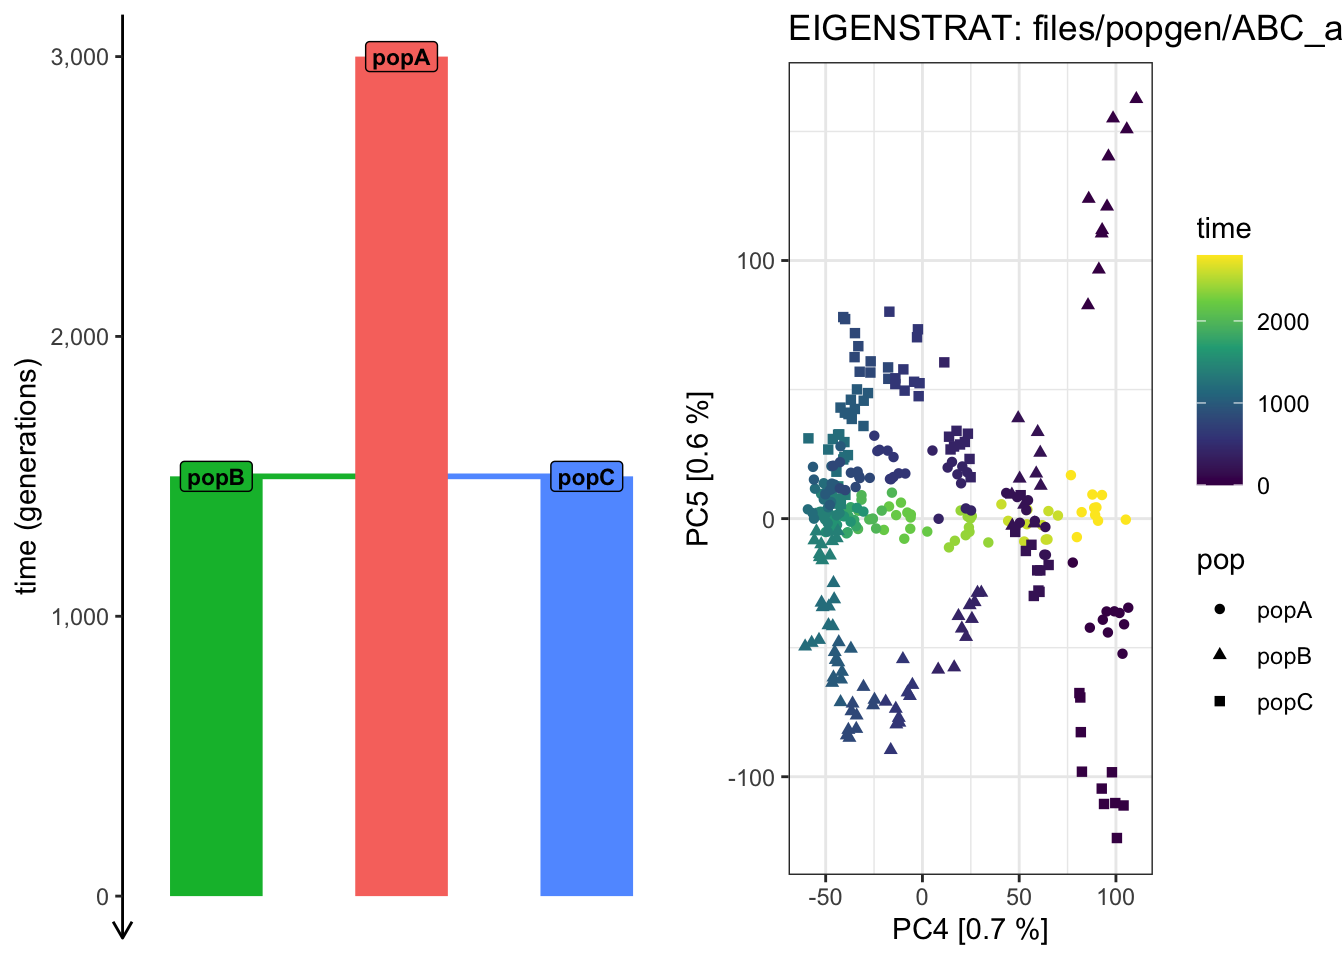 3,000
2,000
1,000
0
time (generations)
popA
popB
popC
EIGENSTRAT: files/popgen/ABC_a
100
0
-100
PC5 [0.6 %]
-50
0
50
100
PC4 [0.7 %]
time
2000
1000
0
pop
popA
popB
popC